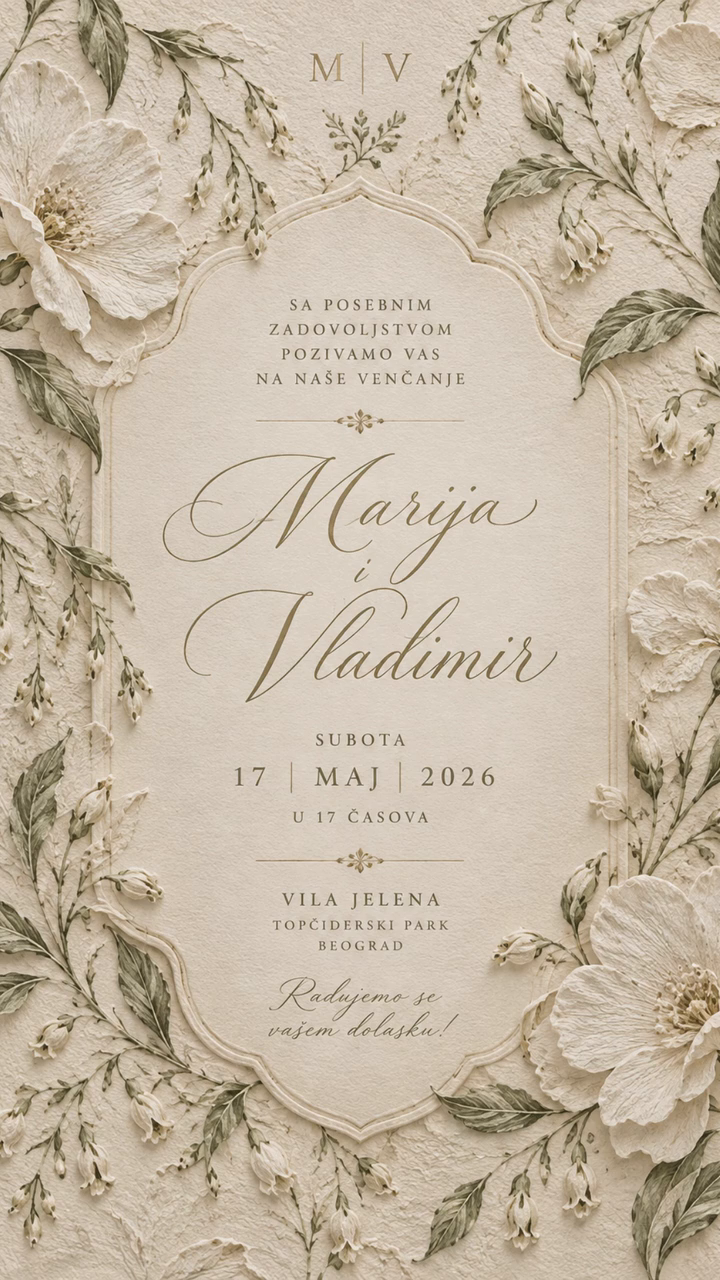 M | V
SA POSEBNIM
ZADOVOLJSTVOM
POZIVAMO VAS
NA NAŠE VENČANJE
Marija
i
Vladimir
SUBOTA
17 | MAJ | 2026
U 17 ČASOVA
VILA JELENA
TOPČIDERSKI PARK
BEOGRAD
Radujemo se
vašem dolasku!